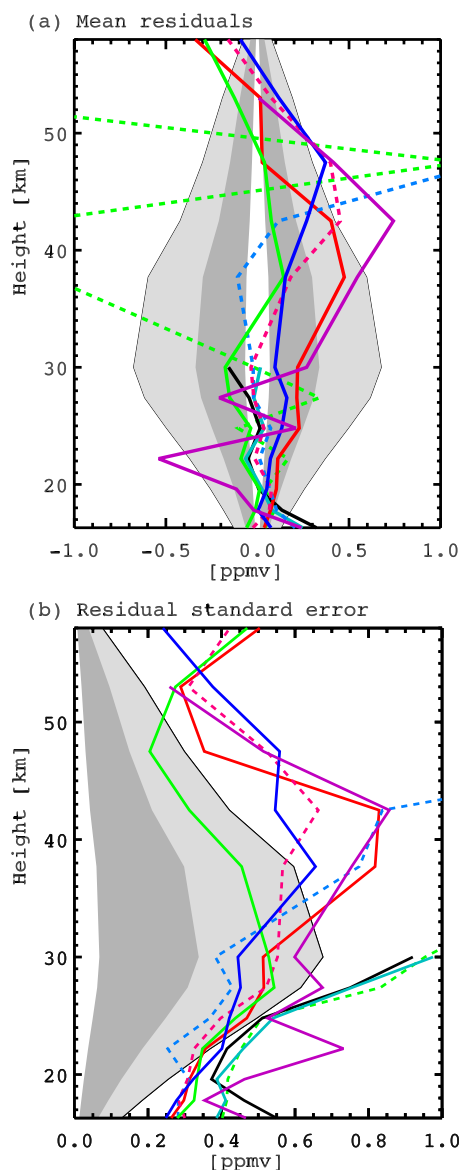 (a) Mean residuals
Height [km]
50
40
30
20
-1.0 -0.5 0.0 0.5 1.0
[ppmv]
(b) Residual standard error
Height [km]
50
40
30
20
0.0 0.2 0.4 0.6 0.8 1.0
[ppmv]